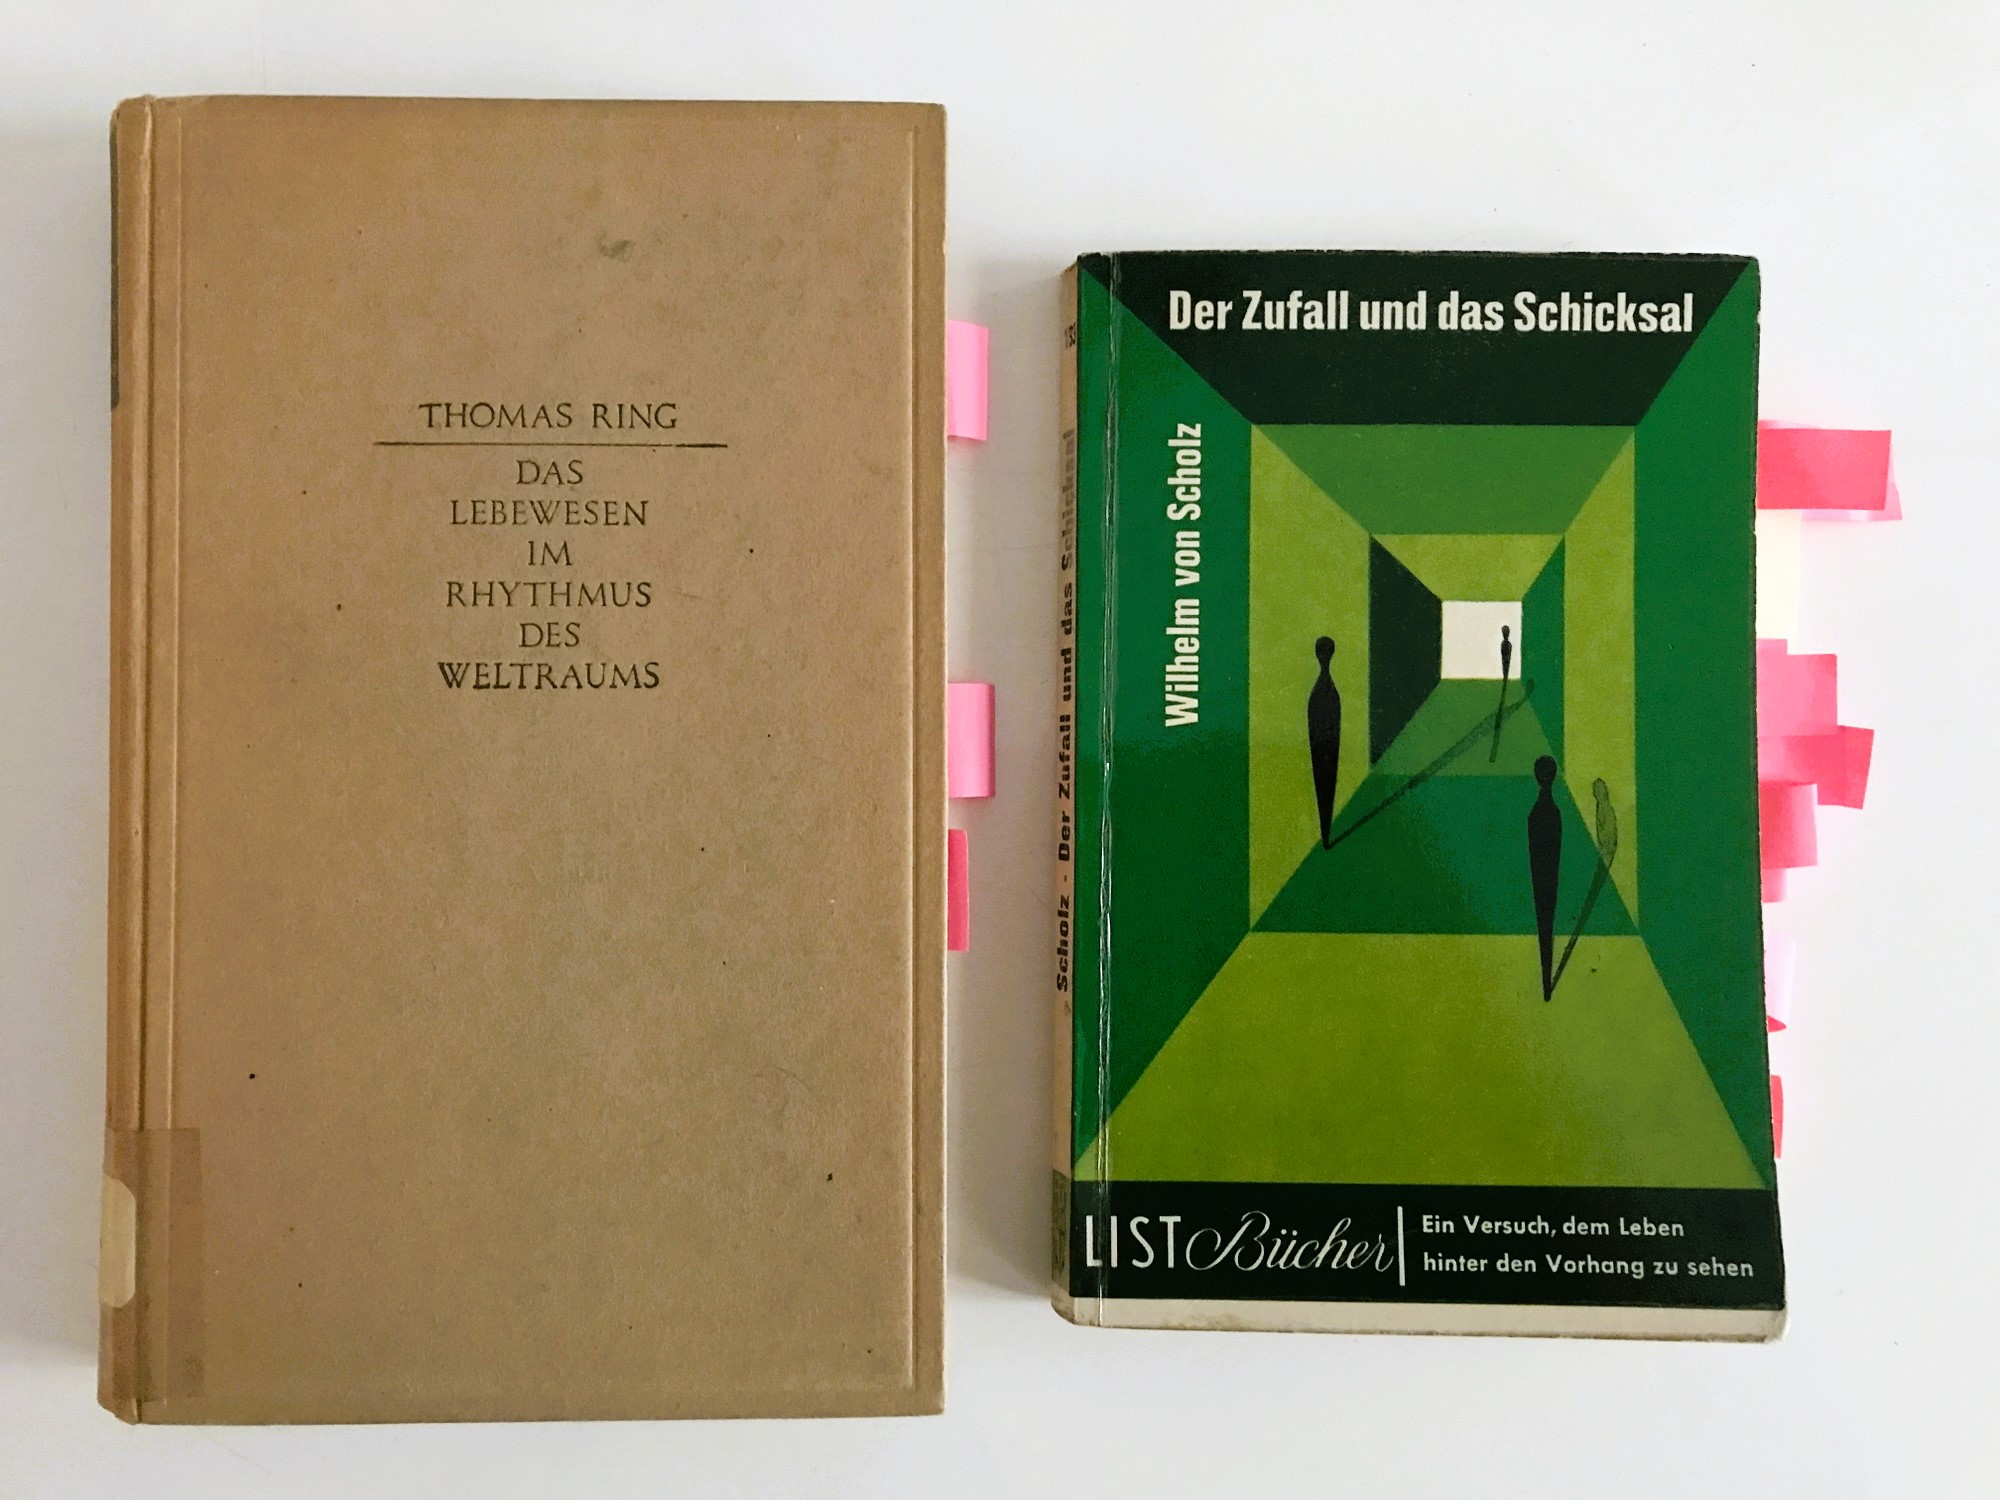 THOMAS RING
DAS
LEBEWESEN
IM
RHYTHMUS
DES
WELTRAUMS
Der Zufall und das Schicksal
Wilhelm von Scholz
Scholz - Der Zufall und das Schicksal
LIST Bücher
Ein Versuch, dem Leben
hinter den Vorhang zu sehen